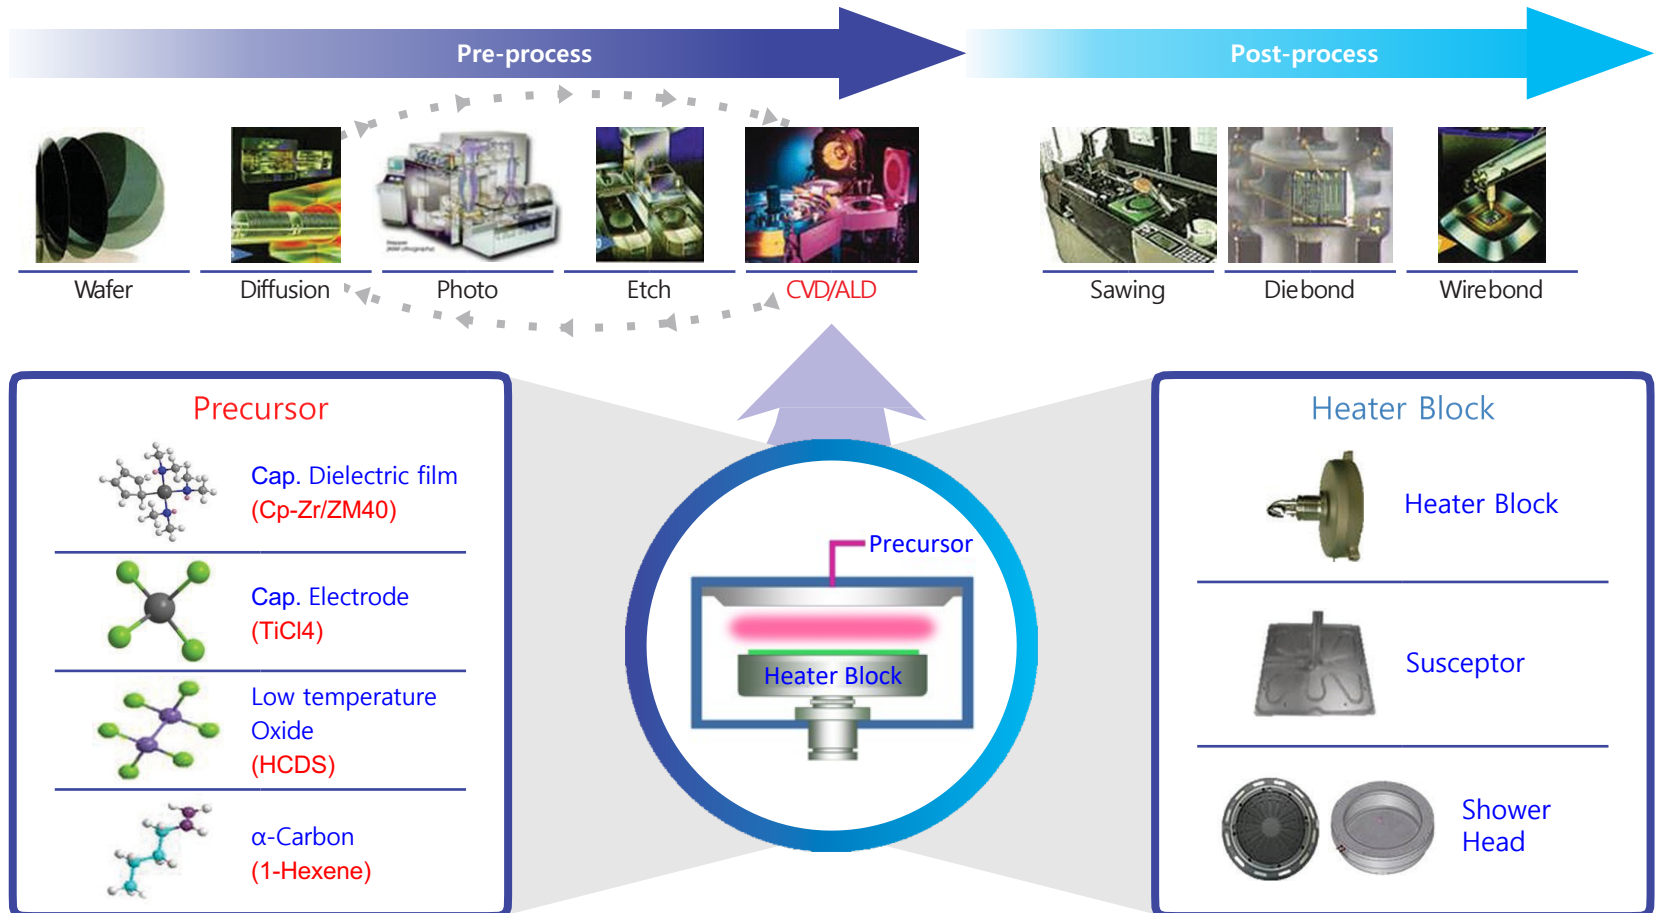 Pre-process
Post-process
Wafer
Diffusion
Photo
Etch
CVD/ALD
Sawing
Diebond
Wirebond
Precursor
Cap. Dielectric film
(Cp-Zr/ZM40)
Cap. Electrode
(TiCl4)
Low temperature
Oxide
(HCDS)
α-Carbon
(1-Hexene)
Precursor
Heater Block
Heater Block
Heater Block
Susceptor
Shower
Head